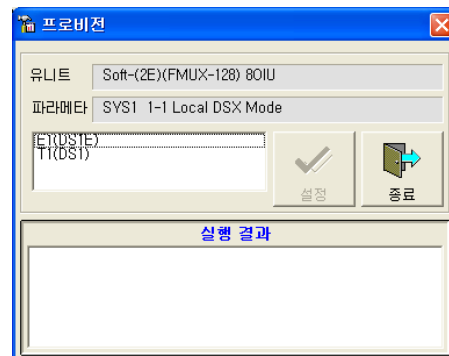 프로비전
유니트 Soft-(2E)(FMUX-128) 8OIU
파라메타 SYS1 1-1 Local DSX Mode
E1(DS1E)
T1(DS1)
설정
종료
실행 결과